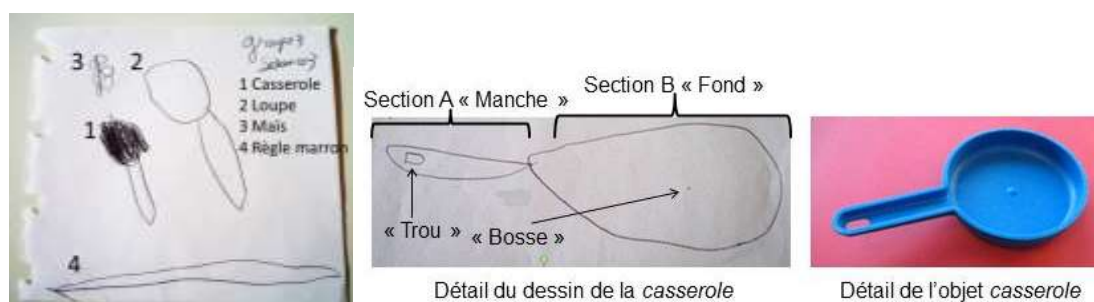 groupe 3
3 2
1 Casserole
2 Loupe
3 Maïs
4 Règle marron
1
4
Section A « Manche » Section B « Fond »
« Trou » « Bosse »
Détail du dessin de la casserole
Détail de l’objet casserole